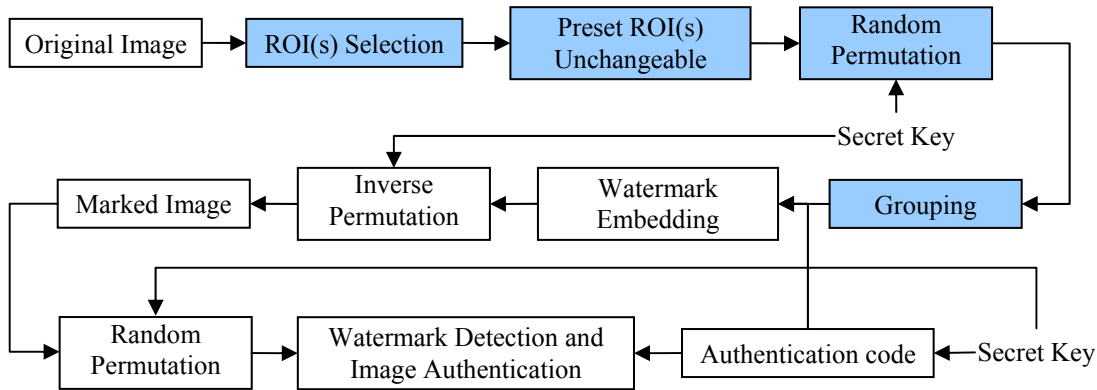 Original Image
ROI(s) Selection
Preset ROI(s)
Unchangeable
Random
Permutation
Secret Key
Marked Image
Inverse
Permutation
Watermark
Embedding
Grouping
Random
Permutation
Watermark Detection and
Image Authentication
Authentication code
Secret Key